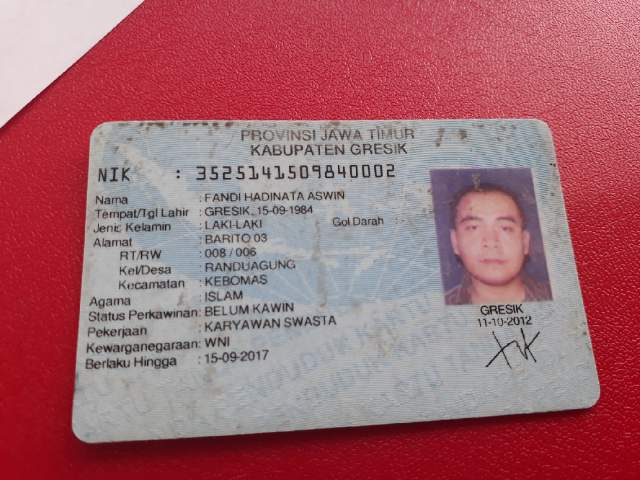 PROVINSI JAWA TIMUR
KABUPATEN GRESIK
NIK : 3525141509840002
Nama : FANDI HADINATA ASWIN
Tempat/Tgl Lahir : GRESIK, 15-09-1984
Jenis Kelamin : LAKI-LAKI Gol Darah
Alamat : BARITO 03
RT/RW : 008 / 006
Kel/Desa : RANDUAGUNG
Kecamatan : KEBOMAS
Agama : ISLAM
Status Perkawinan: BELUM KAWIN
Pekerjaan : KARYAWAN SWASTA
Kewarganegaraan: WNI
Berlaku Hingga : 15-09-2017
GRESIK
11-10-2012